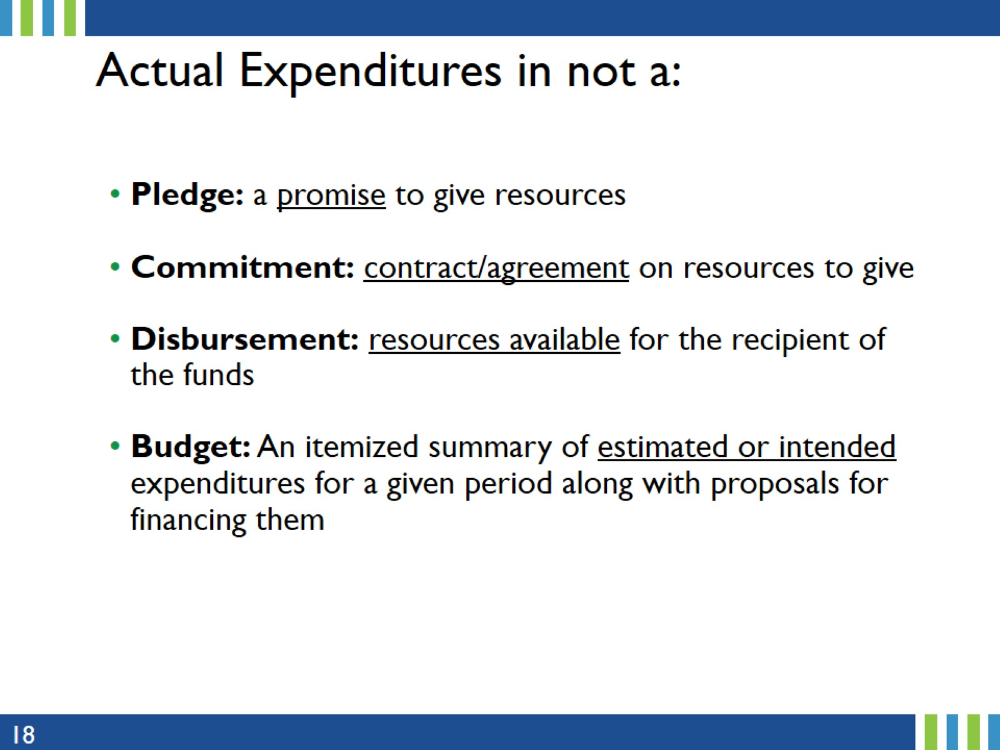 Actual Expenditures in not a:
• Pledge: a promise to give resources
• Commitment: contract/agreement on resources to give
• Disbursement: resources available for the recipient of
the funds
• Budget: An itemized summary of estimated or intended
expenditures for a given period along with proposals for
financing them
18